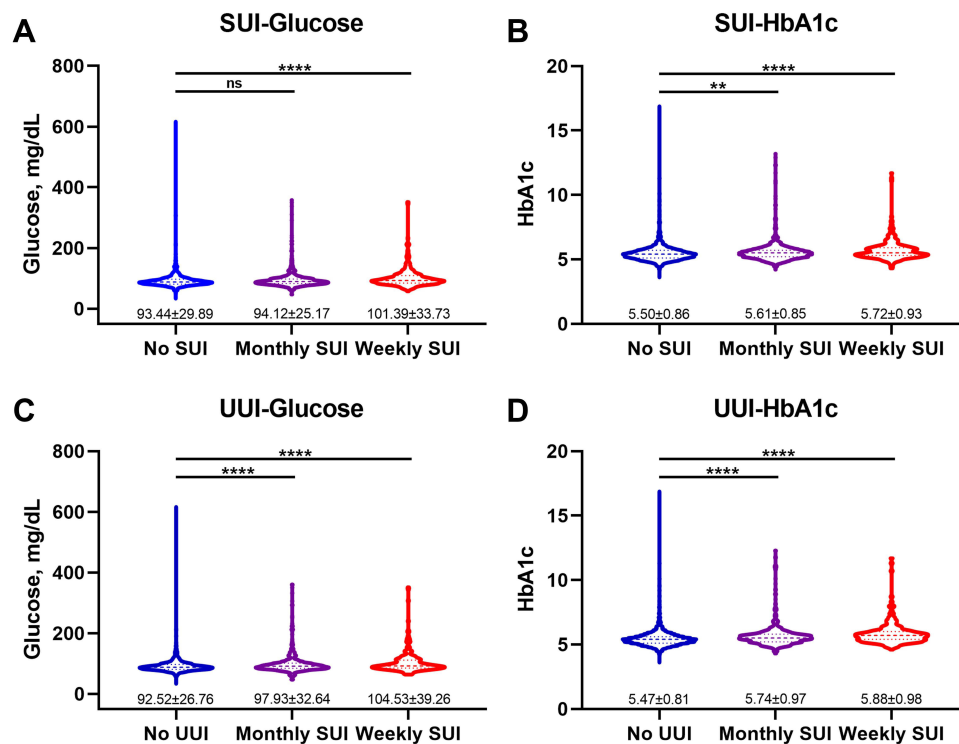 A
SUI-Glucose
Glucose, mg/dL
800
600
400
200
0
****
ns
93.44±29.89
94.12±25.17
101.39±33.73
No SUI
Monthly SUI
Weekly SUI
B
SUI-HbA1c
HbA1c
20
15
10
5
0
****
**
5.50±0.86
5.61±0.85
5.72±0.93
No SUI
Monthly SUI
Weekly SUI
C
UUI-Glucose
Glucose, mg/dL
800
600
400
200
0
****
****
92.52±26.76
97.93±32.64
104.53±39.26
No UUI
Monthly SUI
Weekly SUI
D
UUI-HbA1c
HbA1c
20
15
10
5
0
****
****
5.47±0.81
5.74±0.97
5.88±0.98
No UUI
Monthly SUI
Weekly SUI